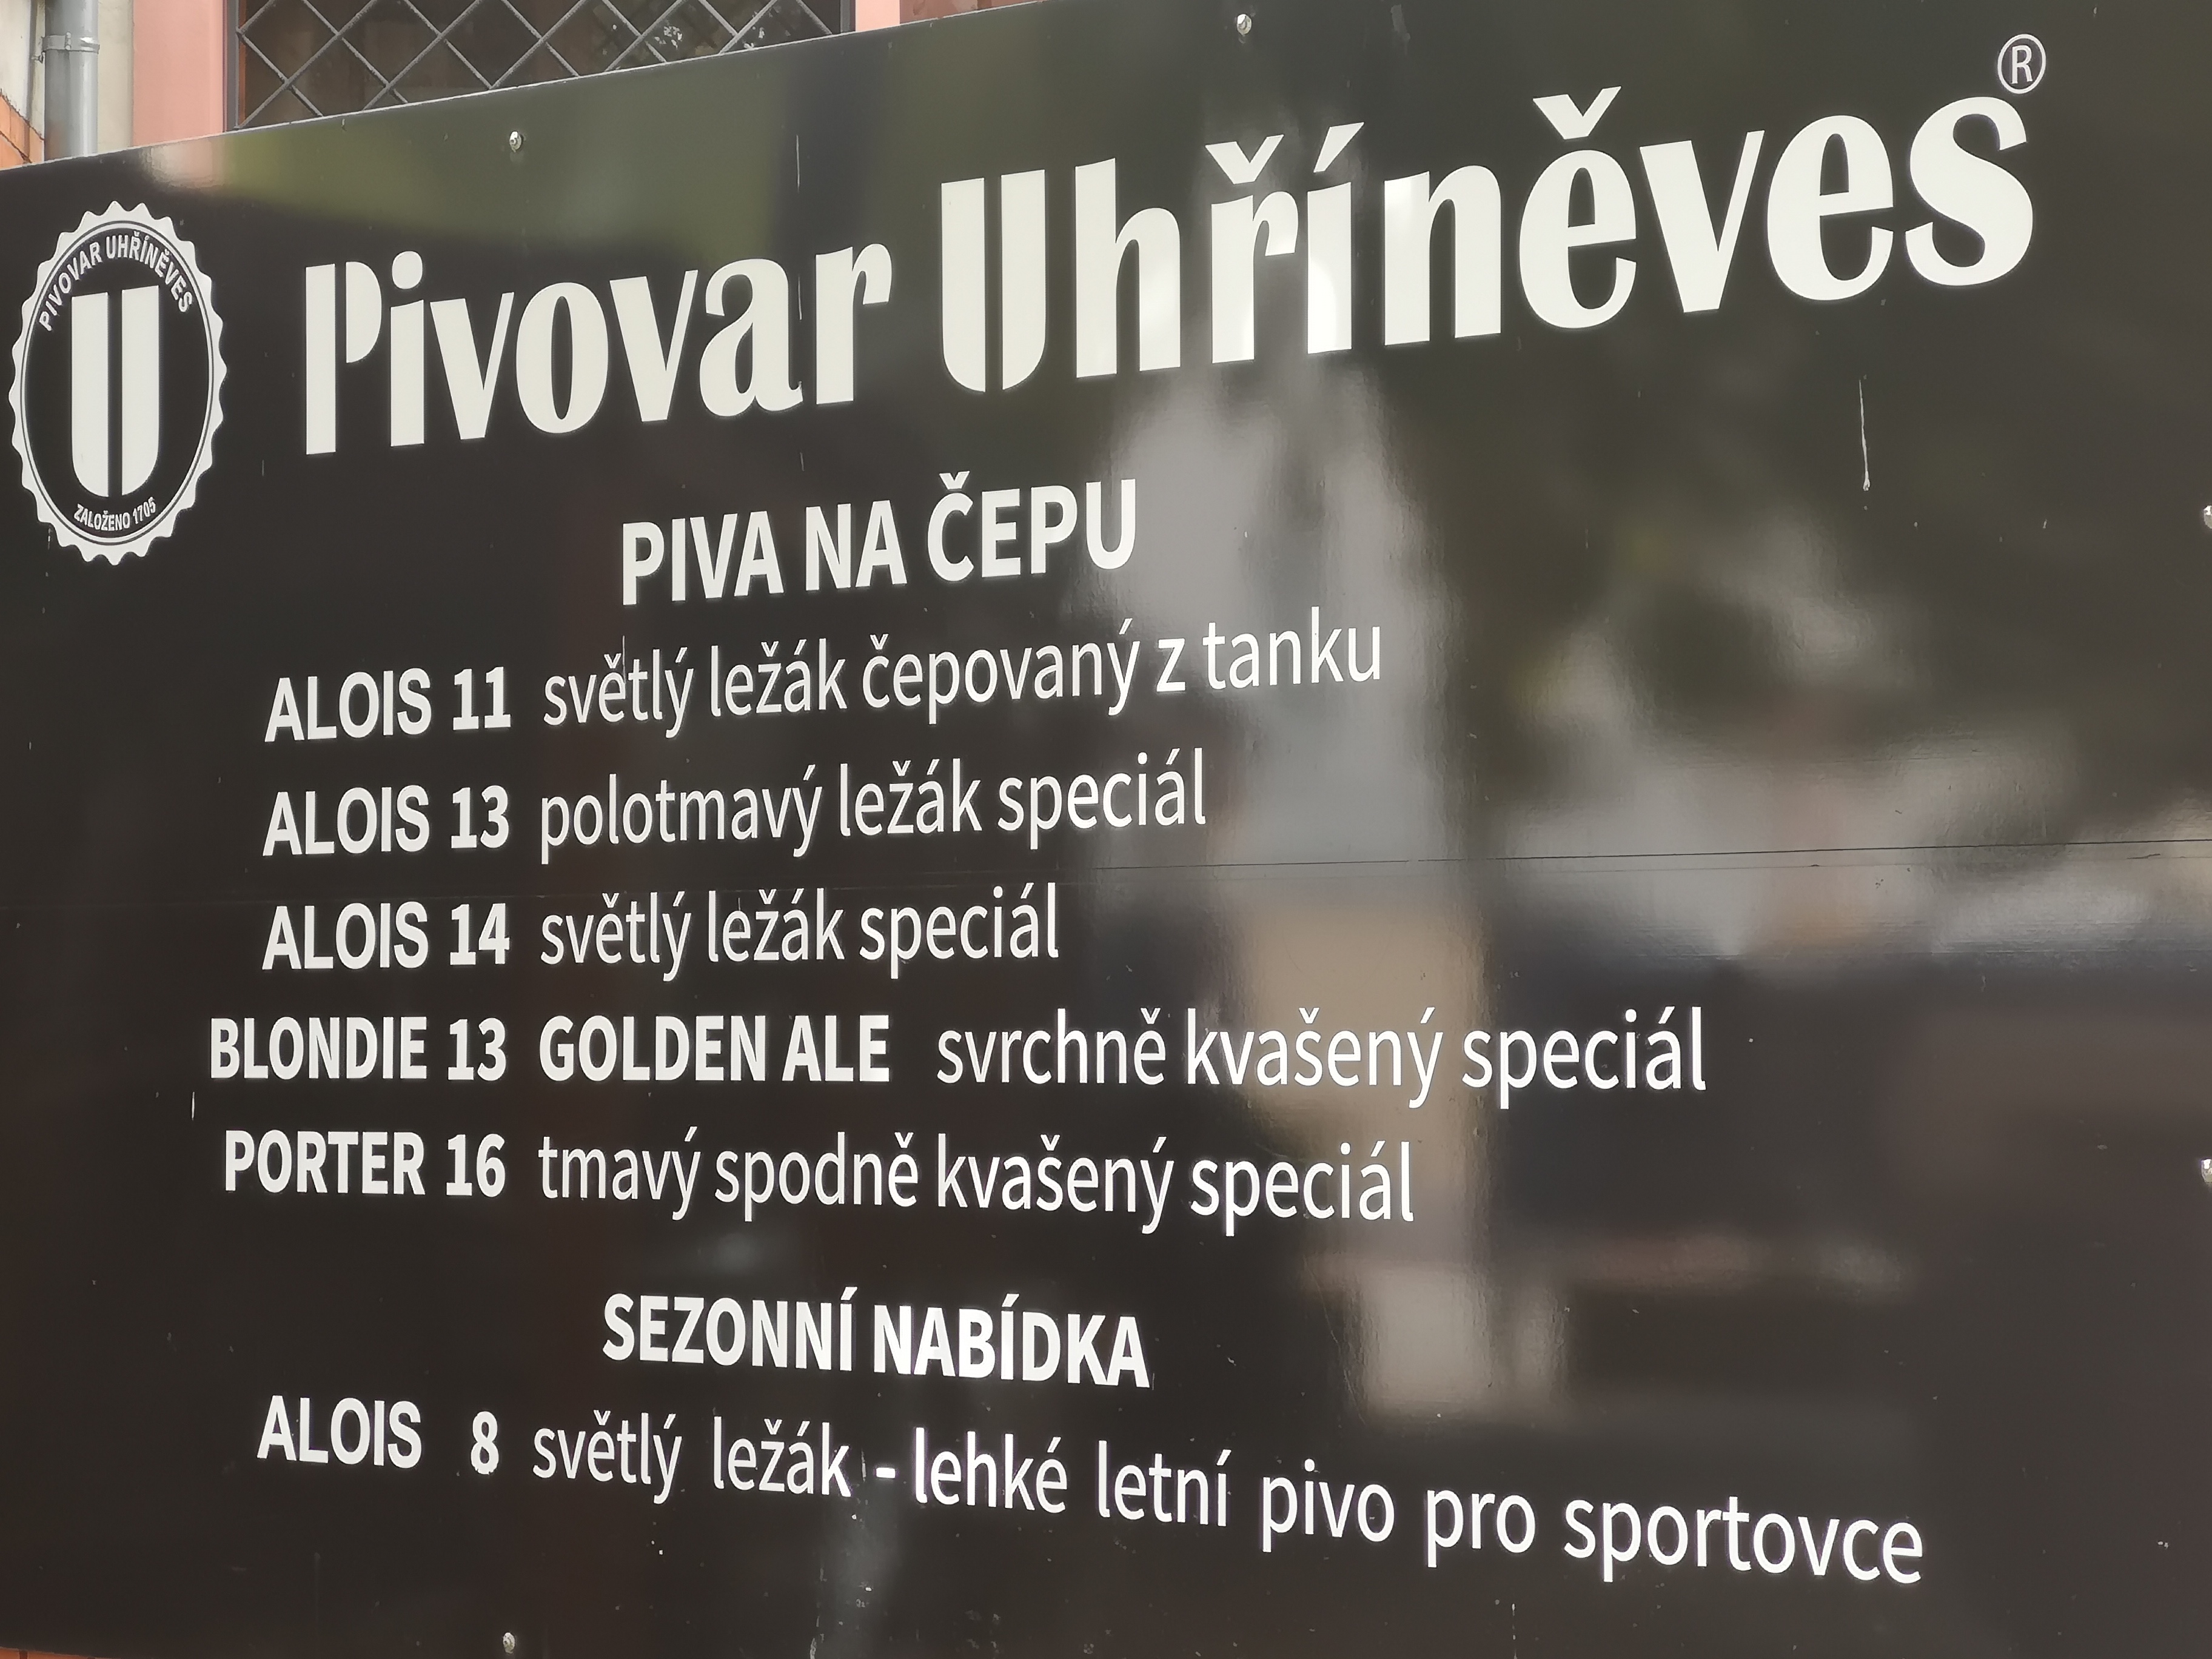 Pivovar Uhříněves®
PIVOVAR UHŘÍNĚVES
U
ZALOŽENO 1705
PIVA NA ČEPU
ALOIS 11 světlý ležák čepovaný z tanku
ALOIS 13 polotmavý ležák speciál
ALOIS 14 světlý ležák speciál
BLONDIE 13 GOLDEN ALE svrchně kvašený speciál
PORTER 16 tmavý spodně kvašený speciál
SEZONNÍ NABÍDKA
ALOIS 8 světlý ležák - lehké letní pivo pro sportovce